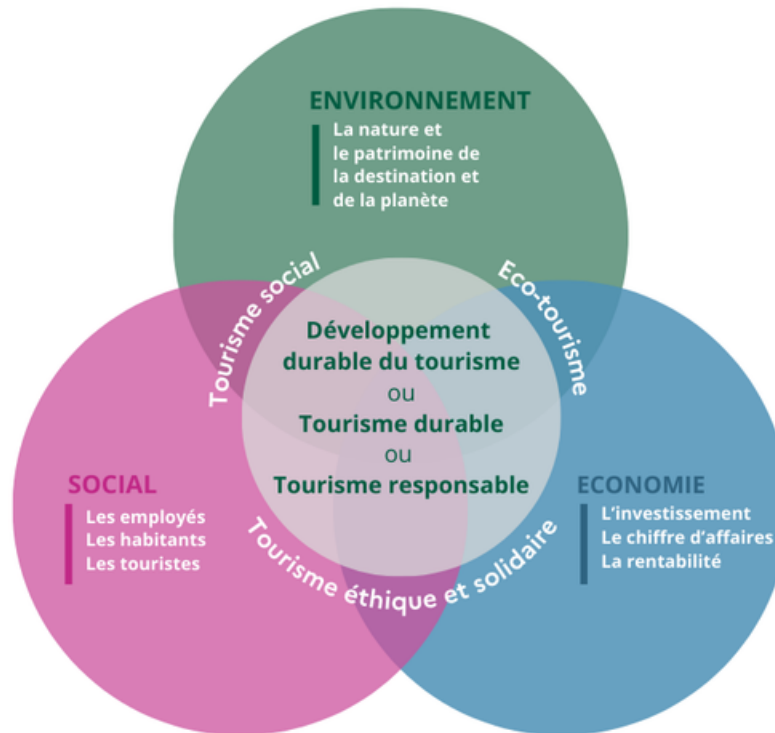 ENVIRONNEMENT
La nature et
le patrimoine de
la destination et
de la planète
Tourisme social
Eco-tourisme
Développement
durable du tourisme
ou
Tourisme durable
ou
Tourisme responsable
SOCIAL
Les employés
Les habitants
Les touristes
ECONOMIE
L'investissement
Le chiffre d'affaires
La rentabilité
Tourisme éthique et solidaire